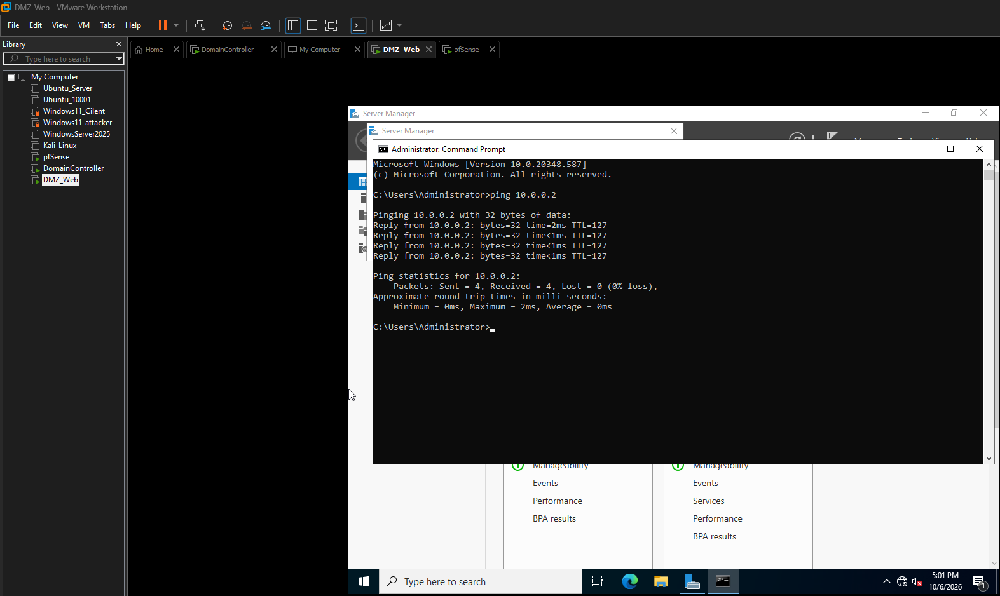 DMZ_Web - VMware Workstation
File Edit View VM Tabs Help
Library
Type here to search
My Computer
Ubuntu_Server
Ubuntu_10001
Windows11_Cilent
Windows11_attacker
WindowsServer2025
Kali_Linux
pfSense
DomainController
DMZ_Web
Home
DomainController
My Computer
DMZ_Web
pfSense
Server Manager
Server Manager
Administrator: Command Prompt
Microsoft Windows [Version 10.0.20348.587]
(c) Microsoft Corporation. All rights reserved.
C:\Users\Administrator>ping 10.0.0.2
Pinging 10.0.0.2 with 32 bytes of data:
Reply from 10.0.0.2: bytes=32 time=2ms TTL=127
Reply from 10.0.0.2: bytes=32 time<1ms TTL=127
Reply from 10.0.0.2: bytes=32 time<1ms TTL=127
Reply from 10.0.0.2: bytes=32 time<1ms TTL=127
Ping statistics for 10.0.0.2:
Packets: Sent = 4, Received = 4, Lost = 0 (0% loss),
Approximate round trip times in milli-seconds:
Minimum = 0ms, Maximum = 2ms, Average = 0ms
C:\Users\Administrator>
Manageability
Events
Performance
BPA results
Manageability
Events
Services
Performance
BPA results
Type here to search
5:01 PM
10/6/2026
1